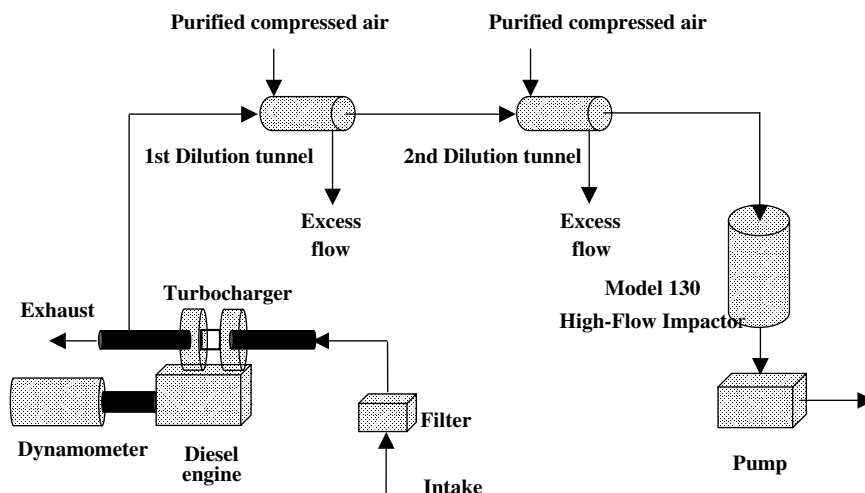 Purified compressed air
Purified compressed air
1st Dilution tunnel
2nd Dilution tunnel
Excess
flow
Excess
flow
Model 130
High-Flow Impactor
Exhaust
Turbocharger
Filter
Dynamometer
Diesel
engine
Pump
Intake